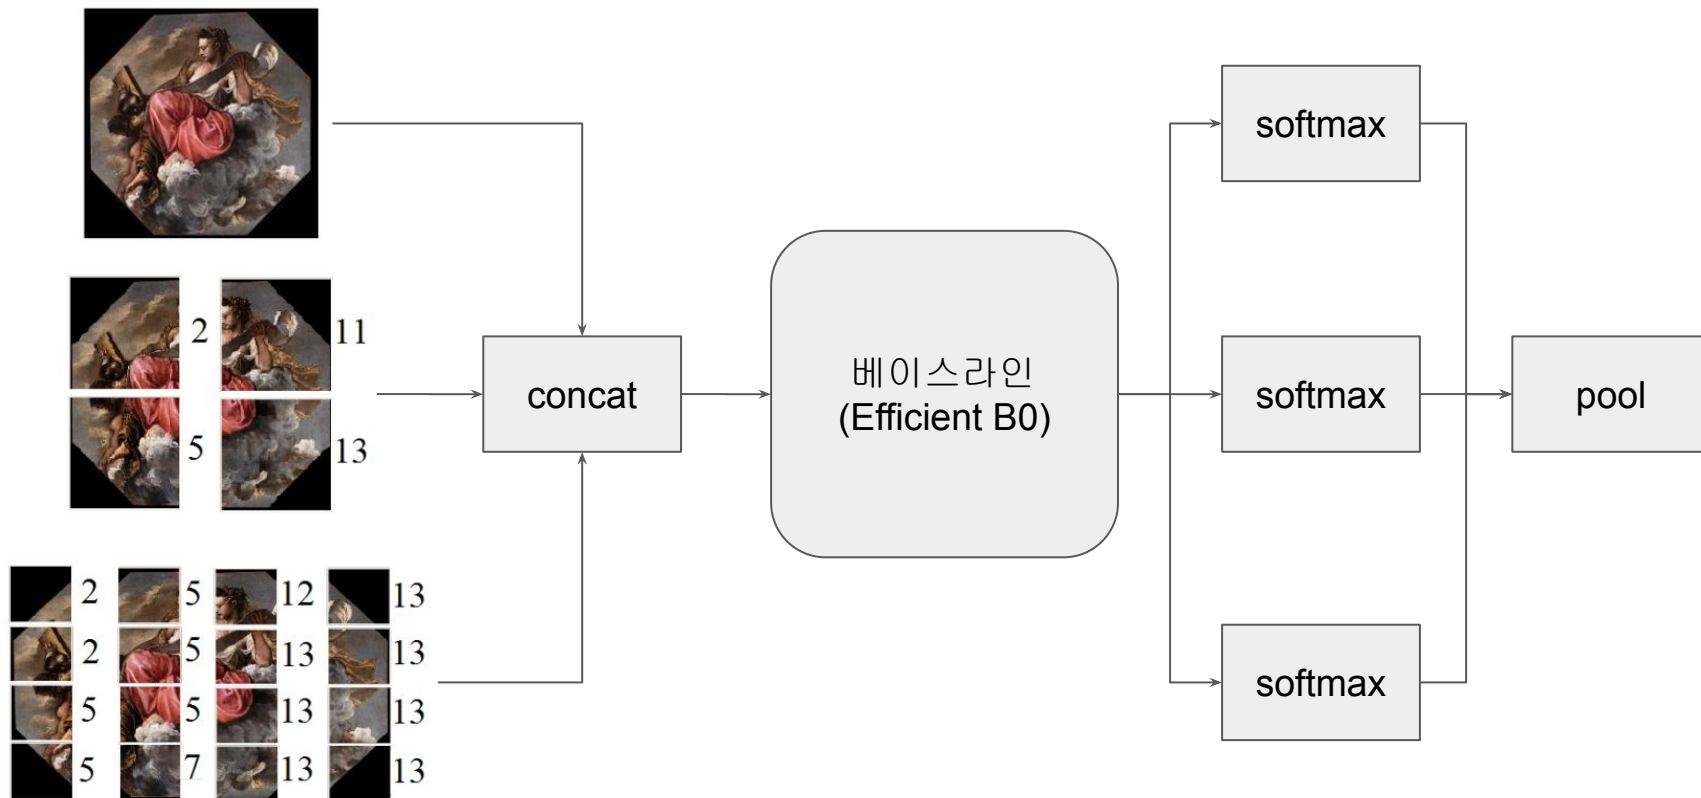 2 11
5 13
2 5 12 13
2 5 13 13
5 5 13 13
5 7 13 13
concat
베이스라인
(Efficient B0)
softmax
softmax
softmax
pool